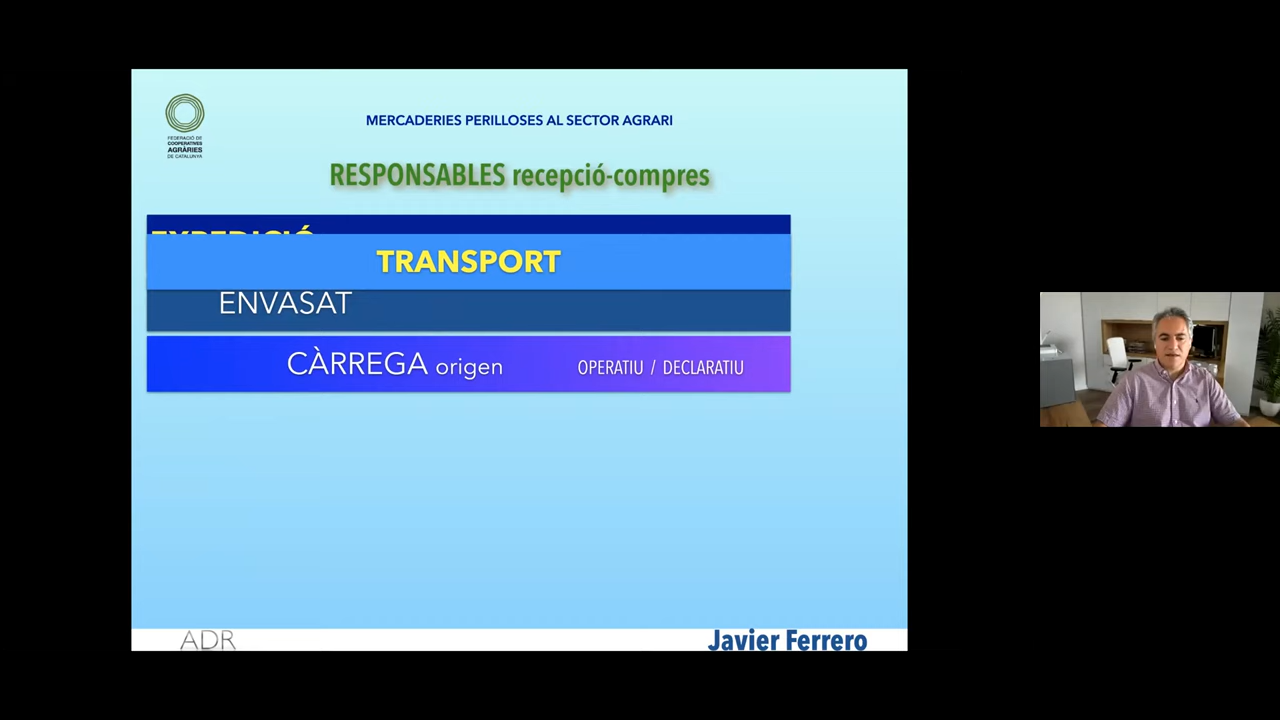 FEDERACIÓ DE
COOPERATIVES
AGRÀRIES
DE CATALUNYA
MERCADERIES PERILLOSES AL SECTOR AGRARI
RESPONSABLES recepció-compres
EXPEDICIÓ
TRANSPORT
ENVASAT
CÀRREGA origen OPERATIU / DECLARATIU
ADR
Javier Ferrero